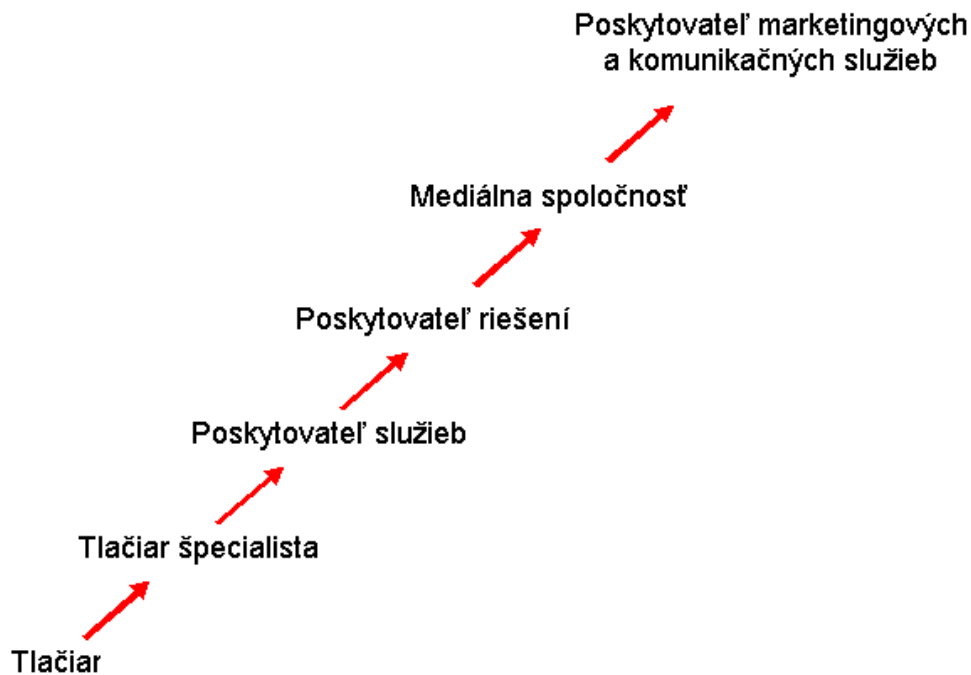 Poskytovateľ marketingových
a komunikačných služieb
Mediálna spoločnosť
Poskytovateľ riešení
Poskytovateľ služieb
Tlačiar špecialista
Tlačiar